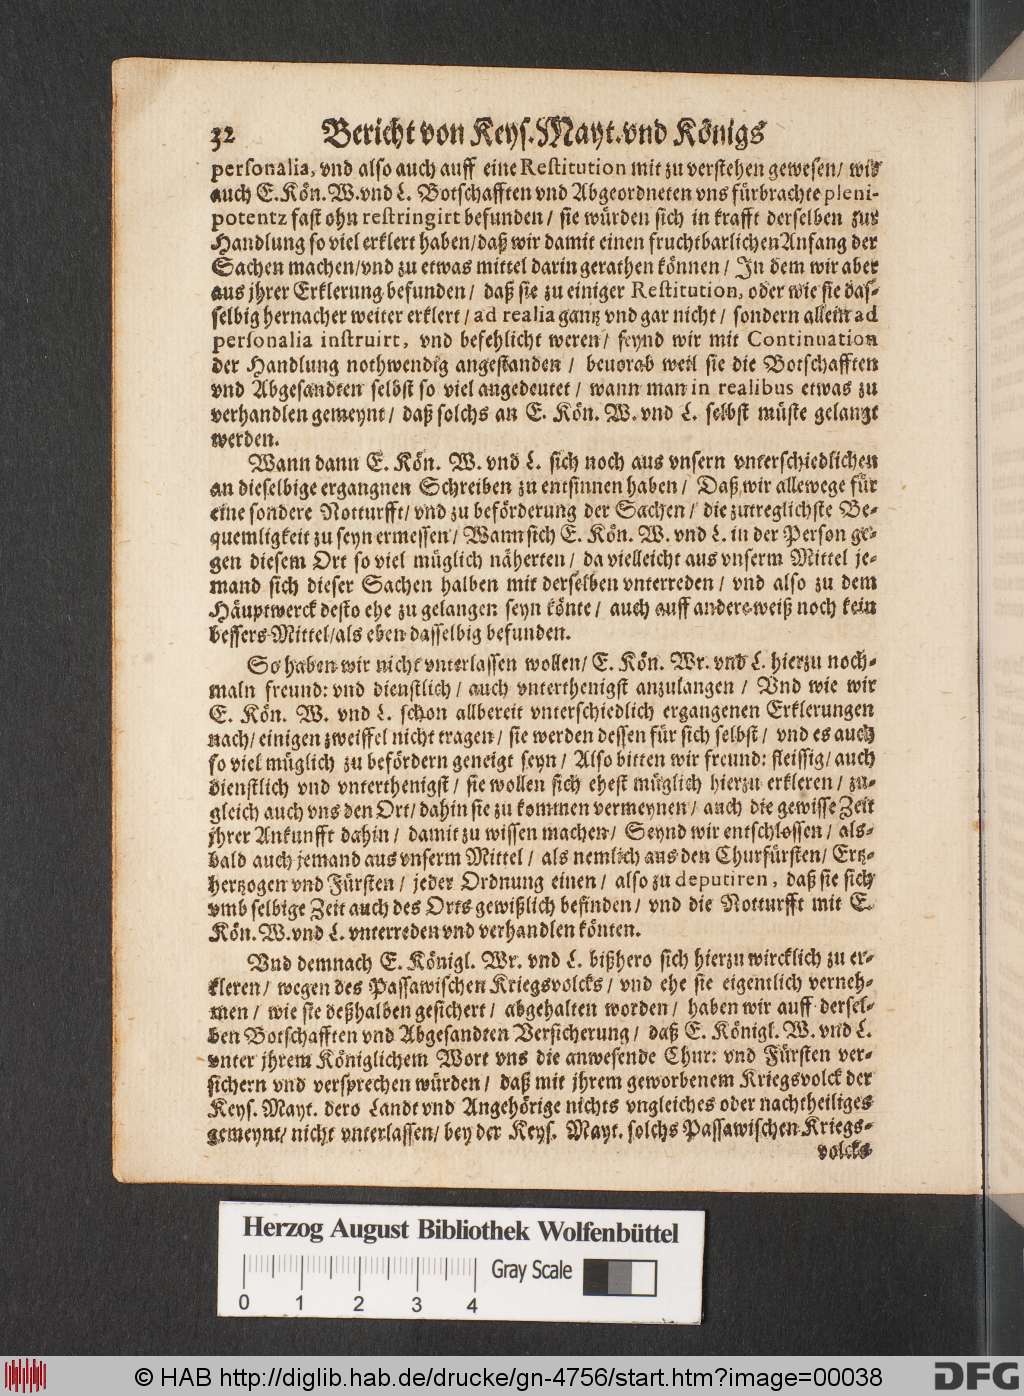 32 Bericht von Keys. Mayt. vnd Königs
personalia, vnd also auch auff eine Restitution mit zu verstehen gewesen/ wie
auch E. Kön. W. vnd L. Botschafften vnd Abgeordneten vns fürbrachte pleni-
potentz fast ohn restringirt befunden/ sie würden sich in krafft derselben zur
Handlung so viel erklert haben/ daß wir damit einen fruchtbarlichen Anfang der
Sachen machen/ vnd zu etwas mittel darin gerathen können/ In dem wir aber
aus jhrer Erklerung befunden/ daß sie zu einiger Restitution, oder wie sie das-
selbig hernacher weiter erklert/ ad realia gantz vnd gar nicht/ sondern allein ad
personalia instruirt, vnd befehlicht weren/ seynd wir mit Continuation
der Handlung nothwendig angestanden/ beuorab weil sie die Botschafften
vnd Abgesandten selbst so viel angedeutet/ wann man in realibus etwas zu
verhandlen gemeynt/ daß solchs an E. Kön. W. vnd L. selbst müste gelangt
werden.
Wann dann E. Kön. W. vnd L. sich noch aus vnsern vnterschiedlichen
an dieselbige ergangnen Schreiben zu entsinnen haben/ Daß wir allewege für
eine sondere Notturfft/ vnd zu beförderung der Sachen/ die zutreglichste Be-
quemligkeit zu seyn ermessen/ Wann sich E. Kön. W. vnd L. in der Person ge-
gen diesem Ort so viel müglich näherten/ da vielleicht aus vnserm Mittel je-
mand sich dieser Sachen halben mit derselben vnterreden/ vnd also zu dem
Häuptwerck desto ehe zu gelangen seyn könte/ auch auff andere weiß noch kein
bessers Mittel/ als eben dasselbig befunden.
So haben wir nicht vnterlassen wollen/ E. Kön. Wr. vnd L. hierzu noch-
maln freund: vnd dienstlich/ auch vnterthenigst anzulangen/ Vnd wie wir
E. Kön. W. vnd L. schon allbereit vnterschiedlich ergangenen Erklerungen
nach/ einigen zweiffel nicht tragen/ sie werden dessen für sich selbst/ vnd es auch
so viel müglich zu befördern geneigt seyn/ Also bitten wir freund: fleissig/ auch
dienstlich vnd vnterthenigst/ sie wollen sich ehest müglich hierzu erkleren/ zu-
gleich auch vns den Ort/ dahin sie zu kommen vermeynen/ auch die gewisse Zeit
jhrer Ankunfft dahin/ damit zu wissen machen/ Seynd wir entschlossen/ als-
bald auch jemand aus vnserm Mittel/ als nemlich aus den Churfürsten/ Ertz-
hertzogen vnd Fürsten/ jeder Ordnung einen/ also zu deputiren, daß sie sich
vmb selbige Zeit auch des Orts gewißlich befinden/ vnd die Notturfft mit E.
Kön. W. vnd L. vnterreden vnd verhandlen könten.
Vnd demnach E. Königl. Wr. vnd L. bißhero sich hierzu wircklich zu er-
kleren/ wegen des Passawischen Kriegsvolcks/ vnd ehe sie eigentlich verneh-
men/ wie sie deßhalben gesichert/ abgehalten worden/ haben wir auff dersel-
ben Botschafften vnd Abgesandten Versicherung/ daß E. Königl. W. vnd L.
vnter jhrem Königlichem Wort vns die anwesende Chur: vnd Fürsten ver-
sichern vnd versprechen würden/ daß mit jhrem geworbenem Kriegsvolck der
Keys. Mayt. dero Landt vnd Angehörige nichts vngleiches oder nachtheiliges
gemeynt/ nicht vnterlassen/ bey der Keys. Mayt. solchs Passawischen Kriegs-
volcks
Herzog August Bibliothek Wolfenbüttel
Gray Scale
0 1 2 3 4
© HAB http://diglib.hab.de/drucke/gn-4756/start.htm?image=00038
DFG